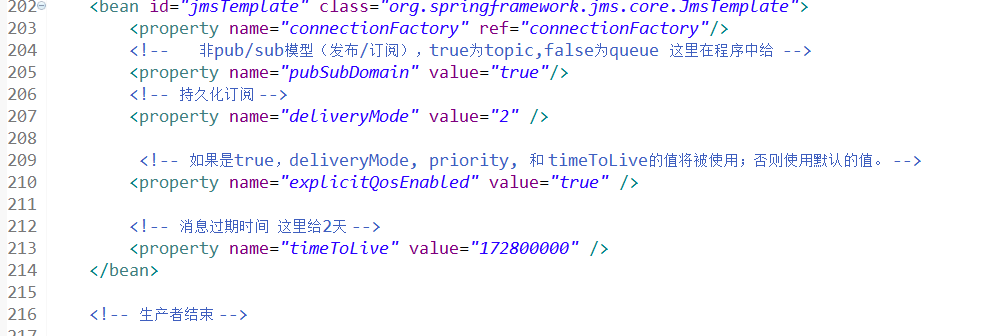 202 <bean id="jmsTemplate" class="org.springframework.jms.core.JmsTemplate">
203 <property name="connectionFactory" ref="connectionFactory"/>
204 <!-- 非pub/sub模型（发布/订阅），true为topic,false为queue 这里在程序中给 -->
205 <property name="pubSubDomain" value="true"/>
206 <!-- 持久化订阅 -->
207 <property name="deliveryMode" value="2" />
208
209 <!-- 如果是true，deliveryMode, priority, 和 timeToLive的值将被使用；否则使用默认的值。 -->
210 <property name="explicitQosEnabled" value="true" />
211
212 <!-- 消息过期时间 这里给2天 -->
213 <property name="timeToLive" value="172800000" />
214 </bean>
215
216 <!-- 生产者结束 -->
217